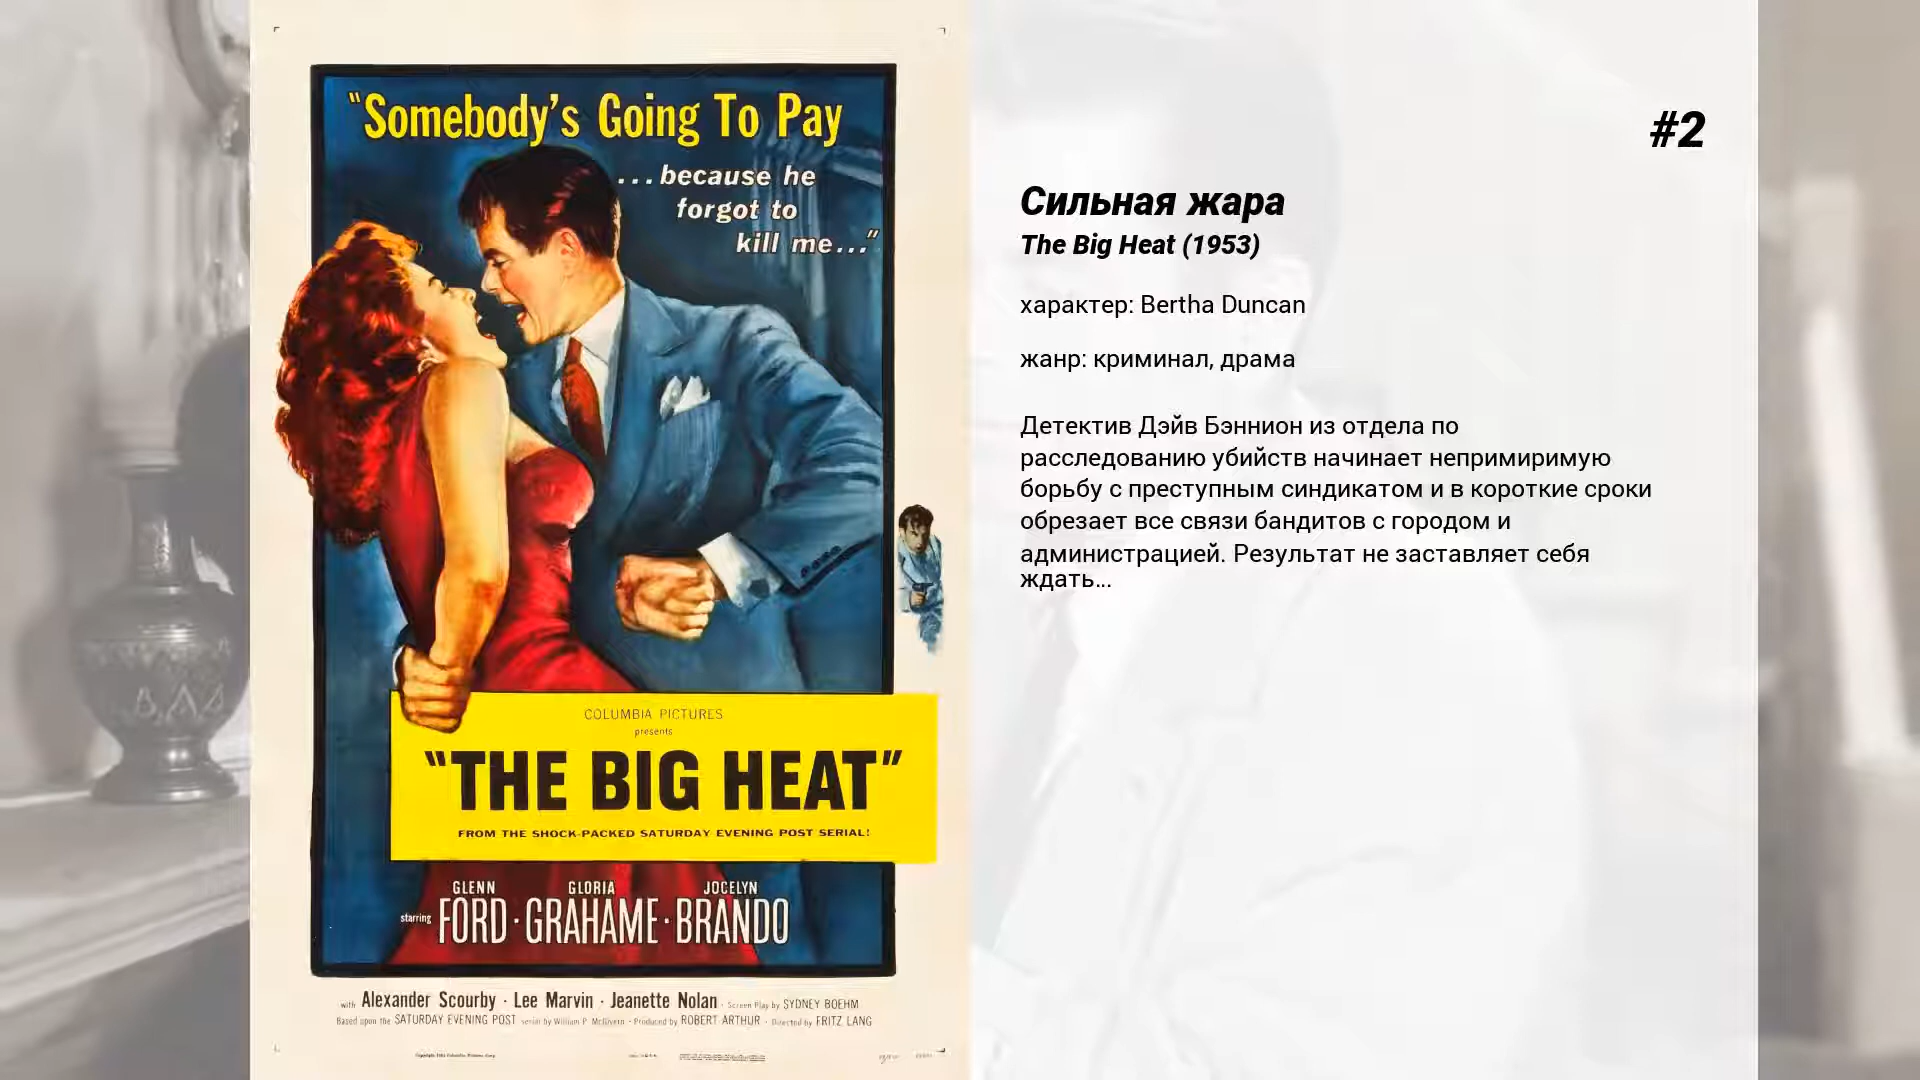 "Somebody's Going To Pay
...because he
forgot to
kill me..."
COLUMBIA PICTURES
presents
"THE BIG HEAT"
FROM THE SHOCK-PACKED SATURDAY EVENING POST SERIAL!
GLENN GLORIA JOCELYN
starring FORD · GRAHAME · BRANDO
with Alexander Scourby · Lee Marvin · Jeanette Nolan · Screen Play by SYDNEY BOEHM
Based upon the SATURDAY EVENING POST serial by William P. McGivern · Produced by ROBERT ARTHUR · Directed by FRITZ LANG
#2
Сильная жара
The Big Heat (1953)
характер: Bertha Duncan
жанр: криминал, драма
Детектив Дэйв Бэннион из отдела по
расследованию убийств начинает непримиримую
борьбу с преступным синдикатом и в короткие сроки
обрезает все связи бандитов с городом и
администрацией. Результат не заставляет себя
ждать...